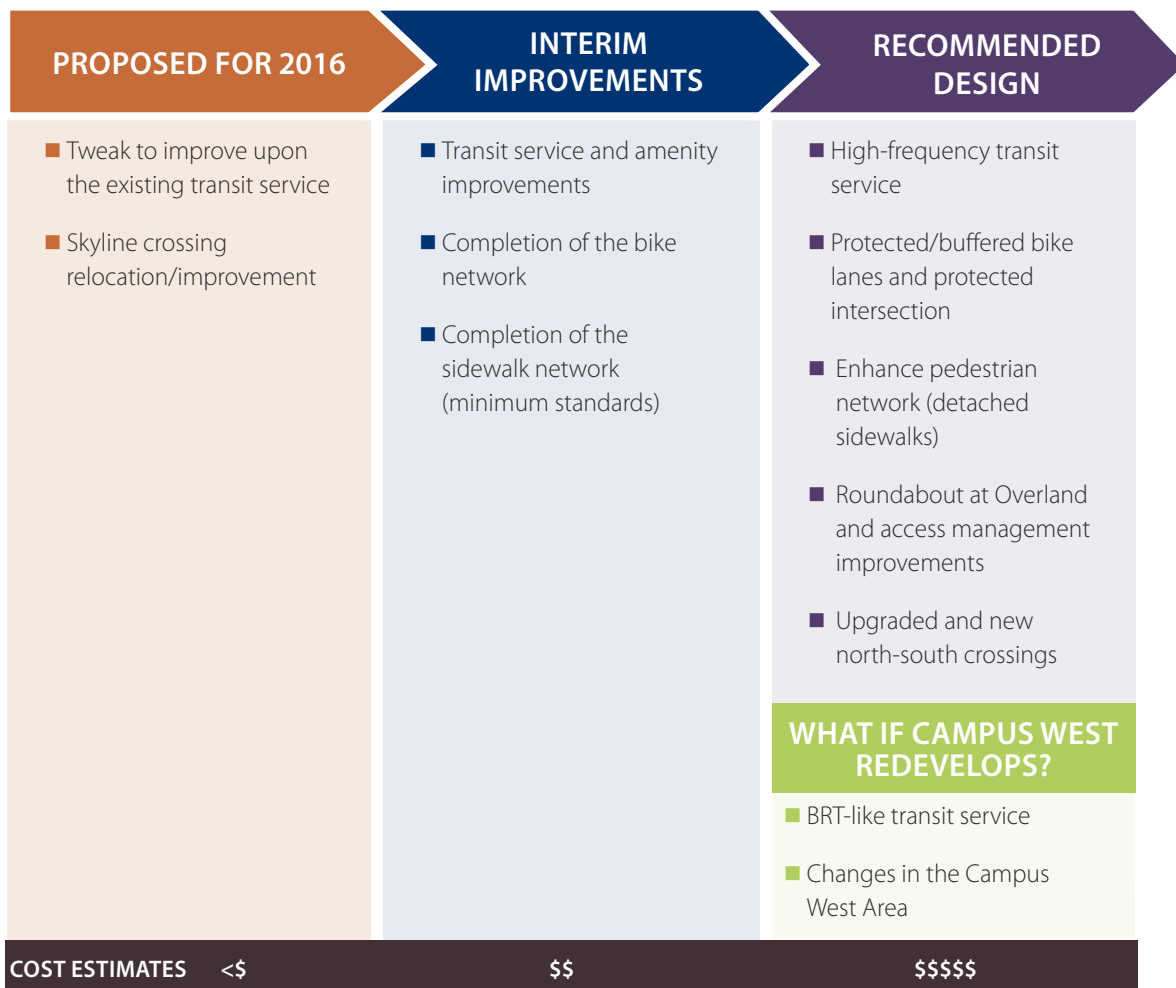 PROPOSED FOR 2016
Tweak to improve upon
the existing transit service
Skyline crossing
relocation/improvement
INTERIM
IMPROVEMENTS
Transit service and amenity
improvements
Completion of the bike
network
Completion of the
sidewalk network
(minimum standards)
RECOMMENDED
DESIGN
High-frequency transit
service
Protected/buffered bike
lanes and protected
intersection
Enhance pedestrian
network (detached
sidewalks)
Roundabout at Overland
and access management
improvements
Upgraded and new
north-south crossings
WHAT IF CAMPUS WEST
REDEVELOPS?
BRT-like transit service
Changes in the Campus
West Area
COST ESTIMATES <$ $$ $$$$$